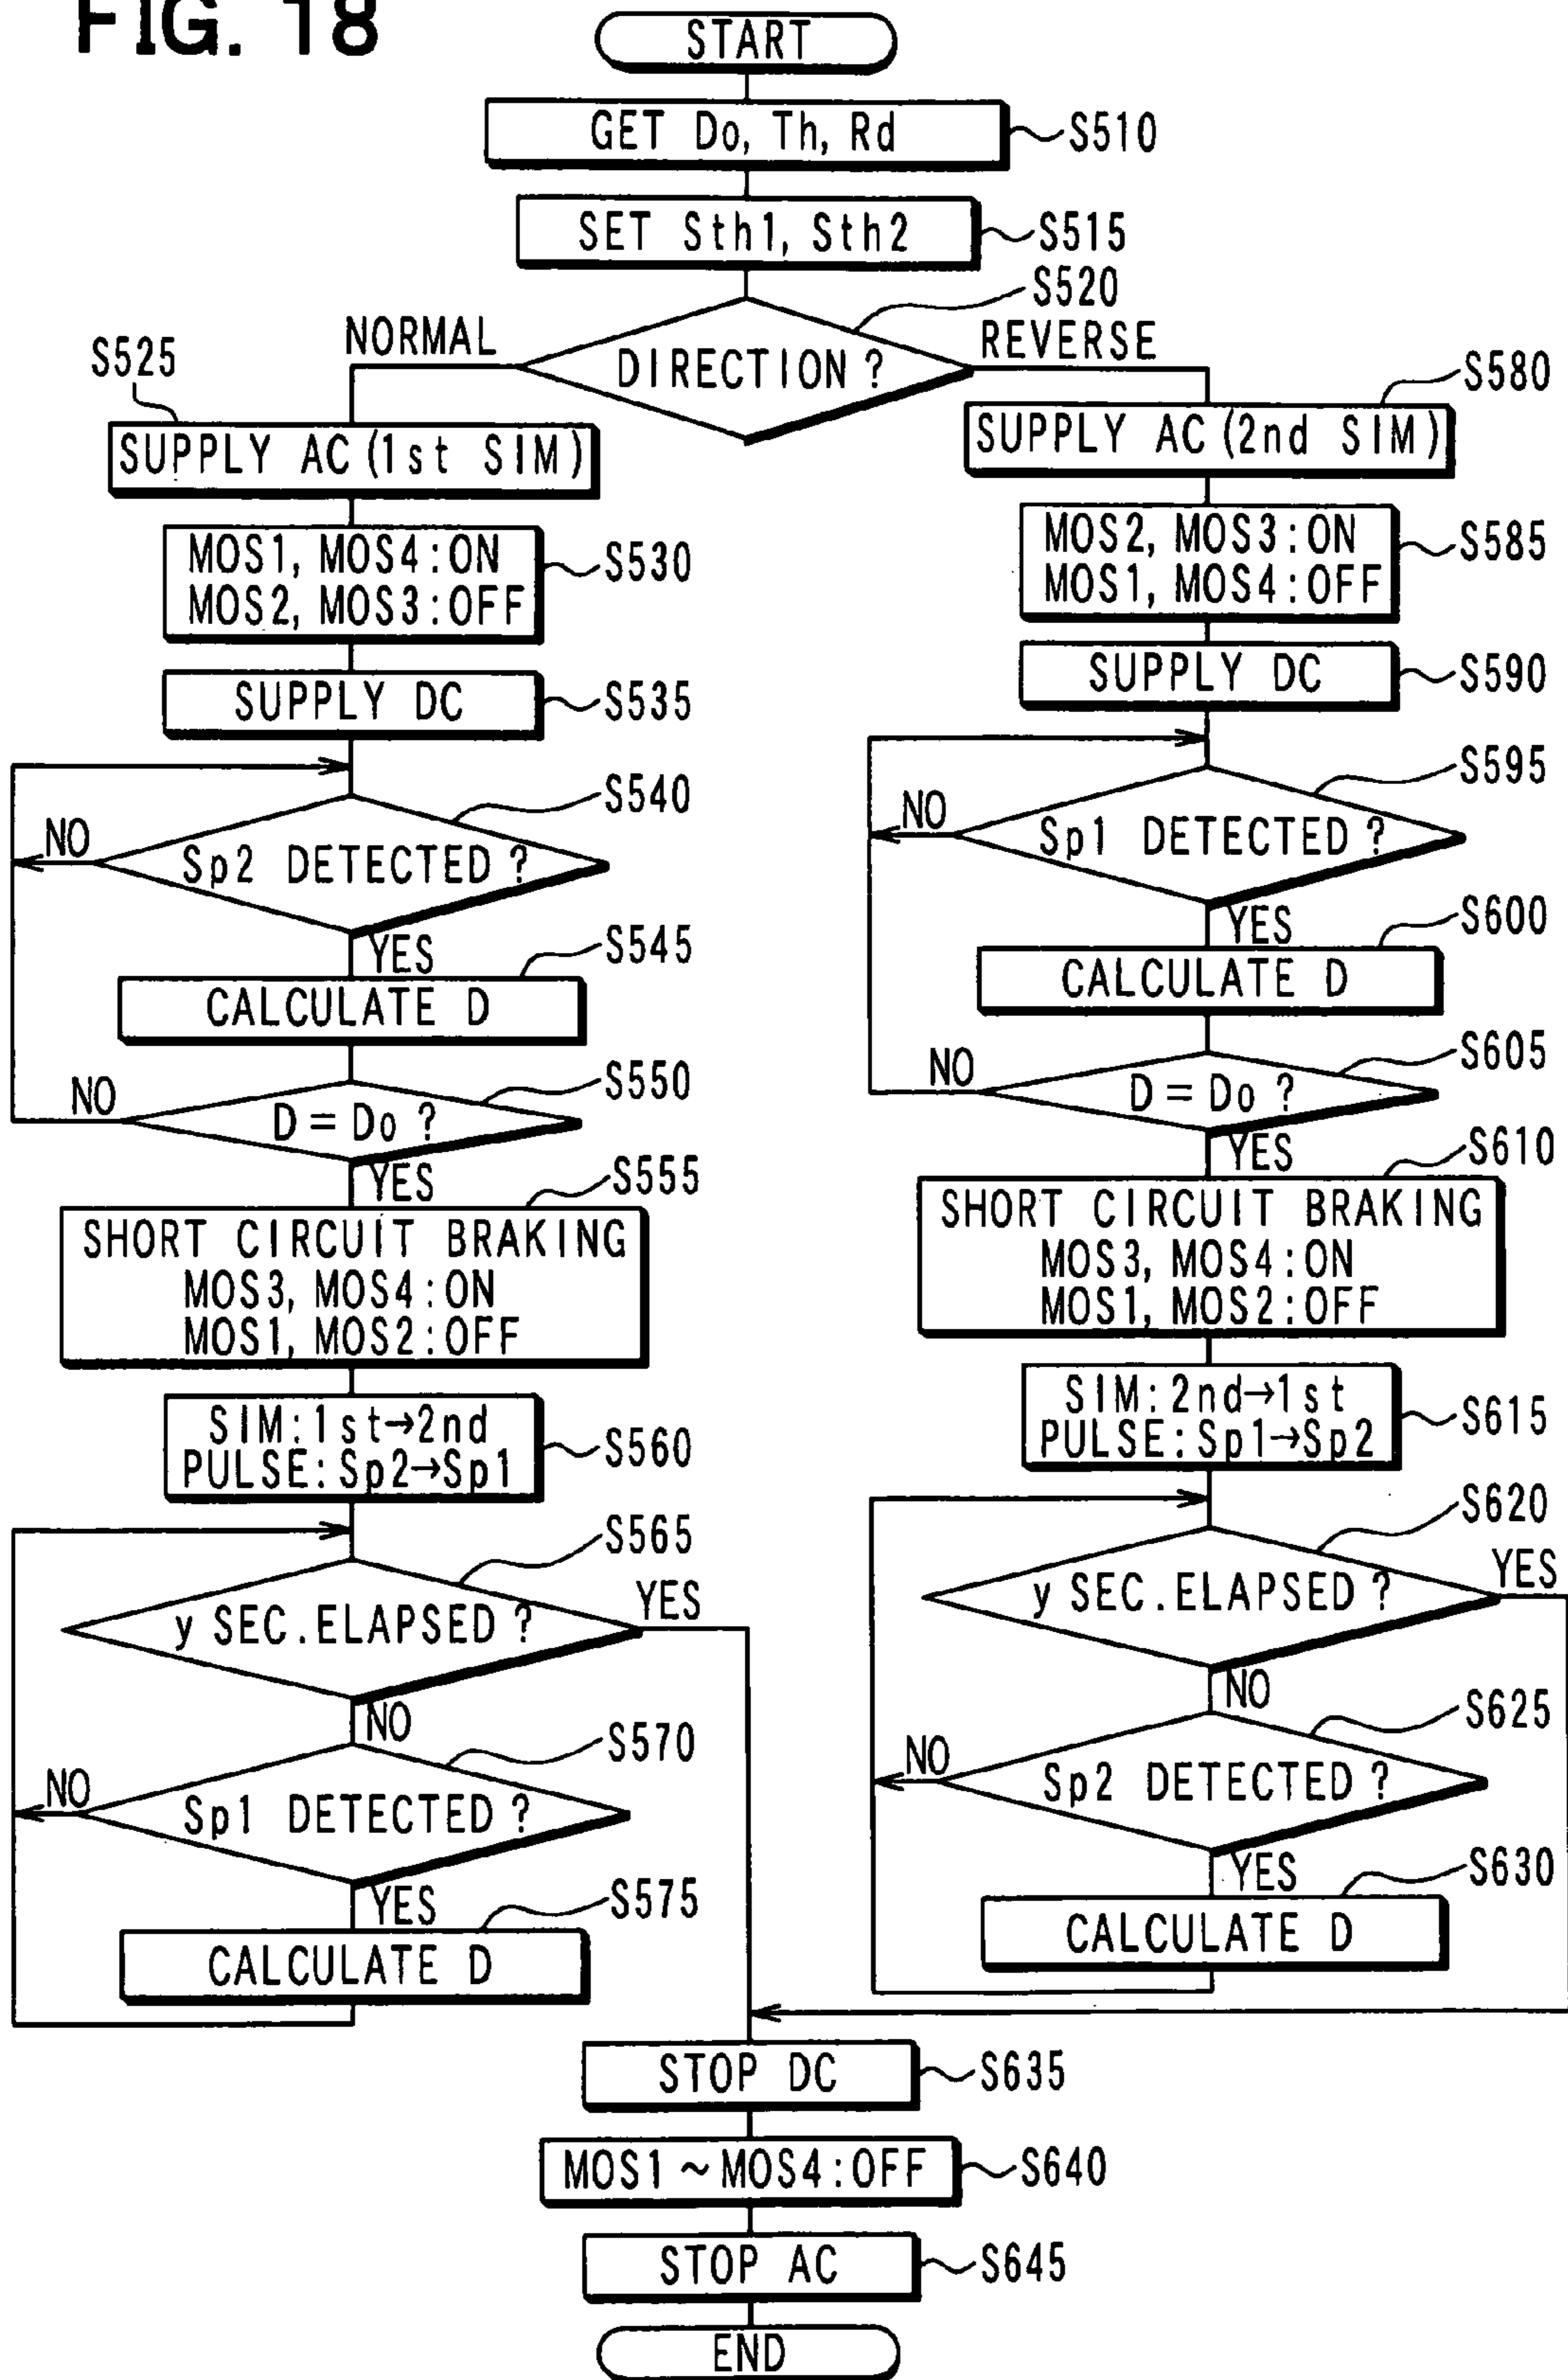 FIG. 18
START
GET Do, Th, Rd
S510
SET Sth1, Sth2
S515
S520
DIRECTION ?
NORMAL
REVERSE
S525
SUPPLY AC (1st SIM)
MOS1, MOS4 : ON
MOS2, MOS3 : OFF
S530
SUPPLY DC
S535
S540
Sp2 DETECTED ?
NO
YES
S545
CALCULATE D
S550
D = Do ?
NO
YES
S555
SHORT CIRCUIT BRAKING
MOS3, MOS4 : ON
MOS1, MOS2 : OFF
SIM : 1st→2nd
PULSE : Sp2→Sp1
S560
S565
y SEC. ELAPSED ?
YES
NO
S570
Sp1 DETECTED ?
NO
YES
S575
CALCULATE D
S580
SUPPLY AC (2nd SIM)
MOS2, MOS3 : ON
MOS1, MOS4 : OFF
S585
SUPPLY DC
S590
S595
Sp1 DETECTED ?
NO
YES
S600
CALCULATE D
S605
D = Do ?
NO
YES
S610
SHORT CIRCUIT BRAKING
MOS3, MOS4 : ON
MOS1, MOS2 : OFF
SIM : 2nd→1st
PULSE : Sp1→Sp2
S615
S620
y SEC. ELAPSED ?
YES
NO
S625
Sp2 DETECTED ?
NO
YES
S630
CALCULATE D
STOP DC
S635
MOS1 ~ MOS4 : OFF
S640
STOP AC
S645
END